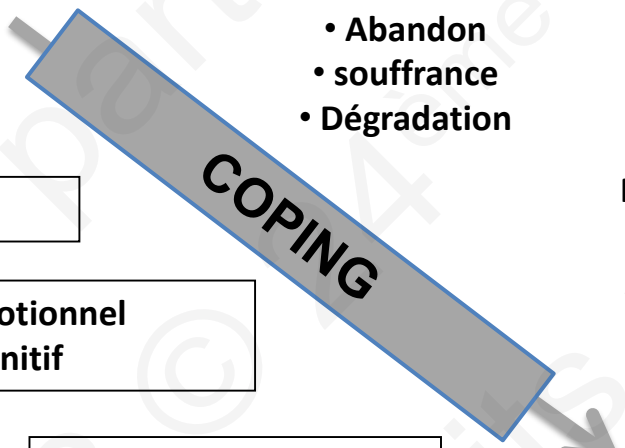 • Abandon
• souffrance
• Dégradation
COPING
otionnel
nitif